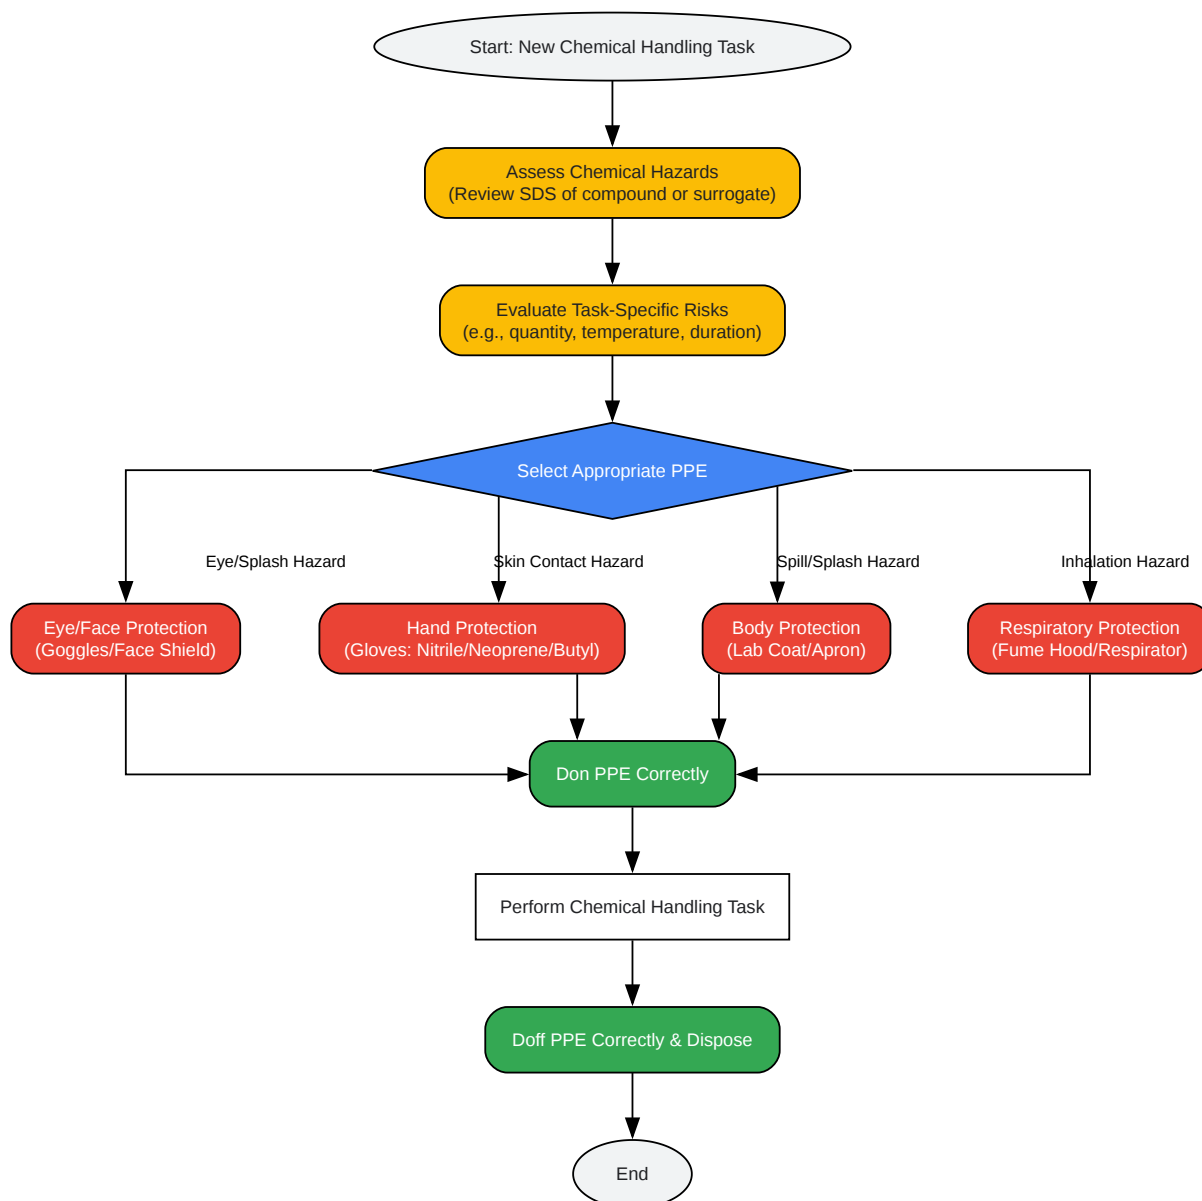 Start: New Chemical Handling Task
Assess Chemical Hazards
(Review SDS of compound or surrogate)
Evaluate Task-Specific Risks
(e.g., quantity, temperature, duration)
Select Appropriate PPE
Eye/Splash Hazard
Skin Contact Hazard
Spill/Splash Hazard
Inhalation Hazard
Eye/Face Protection
(Goggles/Face Shield)
Hand Protection
(Gloves: Nitrile/Neoprene/Butyl)
Body Protection
(Lab Coat/Apron)
Respiratory Protection
(Fume Hood/Respirator)
Don PPE Correctly
Perform Chemical Handling Task
Doff PPE Correctly & Dispose
End